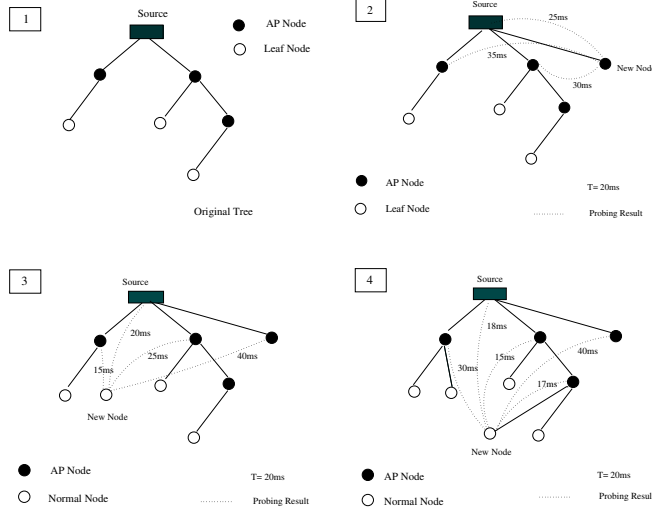 1
Source
AP Node
Leaf Node
Original Tree
2
Source
25ms
35ms
30ms
New Node
AP Node
Leaf Node
T= 20ms
Probing Result
3
Source
20ms
15ms
25ms
40ms
New Node
AP Node
Normal Node
T= 20ms
Probing Result
4
Source
18ms
15ms
40ms
30ms
17ms
New Node
AP Node
Normal Node
T= 20ms
Probing Resul